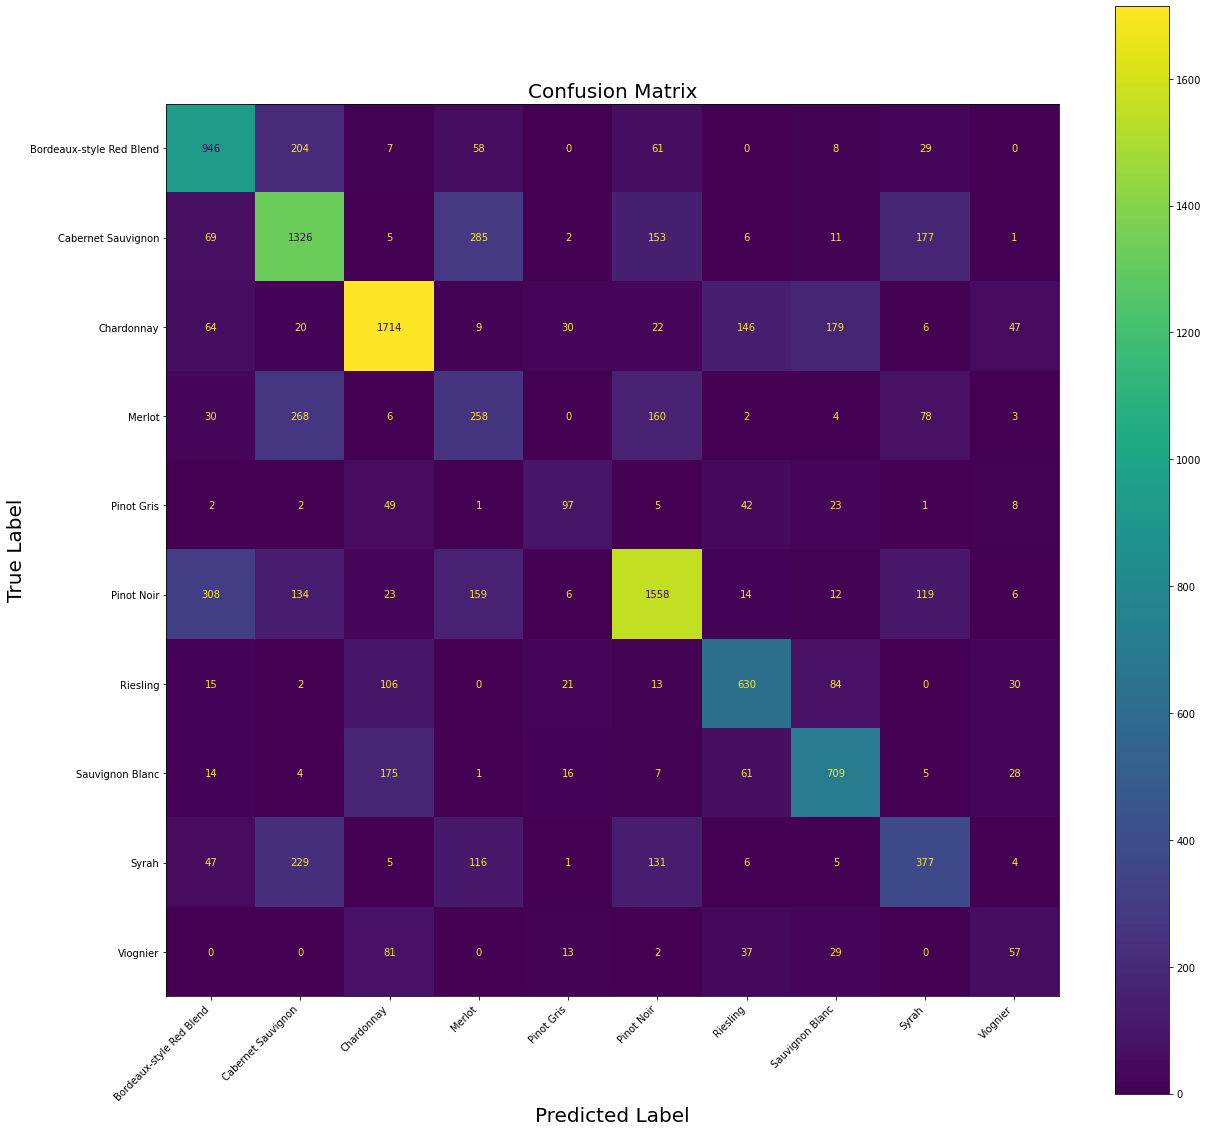 Confusion Matrix
Bordeaux-style Red Blend 946 204 7 58 0 61 0 8 29 0
Cabernet Sauvignon 69 1326 5 285 2 153 6 11 177 1
Chardonnay 64 20 1714 9 30 22 146 179 6 47
Merlot 30 268 6 258 0 160 2 4 78 3
Pinot Gris 2 2 49 1 97 5 42 23 1 8
Pinot Noir 308 134 23 159 6 1558 14 12 119 6
Riesling 15 2 106 0 21 13 630 84 0 30
Sauvignon Blanc 14 4 175 1 16 7 61 709 5 28
Syrah 47 229 5 116 1 131 6 5 377 4
Viognier 0 0 81 0 13 2 37 29 0 57
True Label
Bordeaux-style Red Blend
Cabernet Sauvignon
Chardonnay
Merlot
Pinot Gris
Pinot Noir
Riesling
Sauvignon Blanc
Syrah
Viognier
Predicted Label
1600
1400
1200
1000
800
600
400
200
0